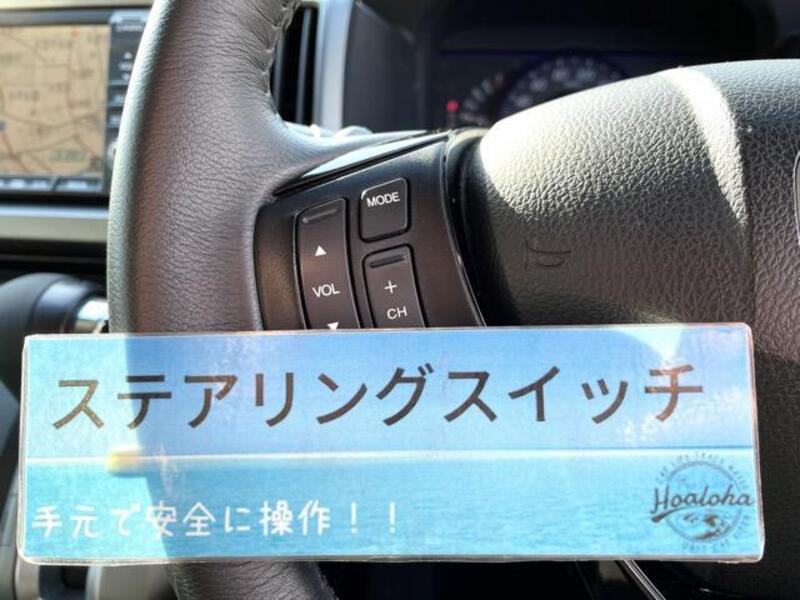 MODE
▲
VOL
▼
+
CH
ステアリングスイッチ
手元で安全に操作！！
Hoaloha